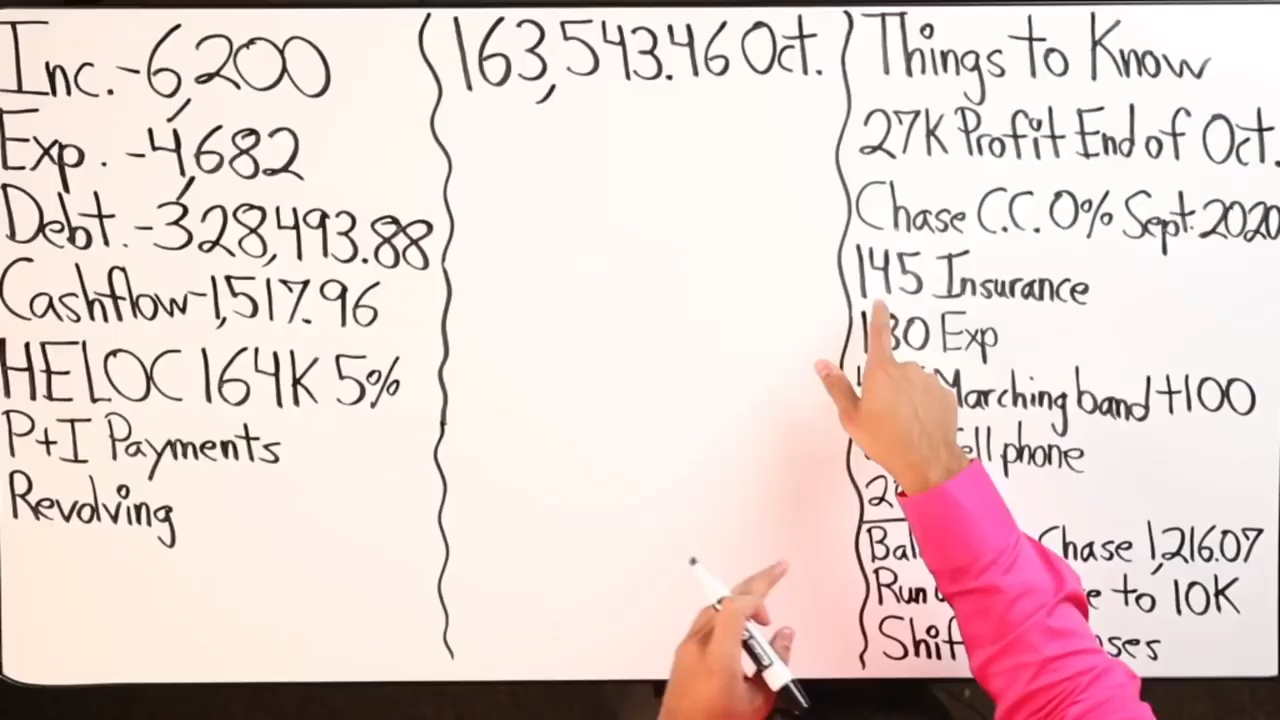 Inc.-6,200
Exp.-4,682
Debt.-328,493.88
Cashflow-1,517.96
HELOC 164K 5%
P+I Payments
Revolving
163,543.46 Oct.
Things to Know
27K Profit End of Oct.
Chase C.C. 0% Sept. 2020
145 Insurance
130 Exp
Marching band +100
phone
Chase 1,216.07
Run to 10K